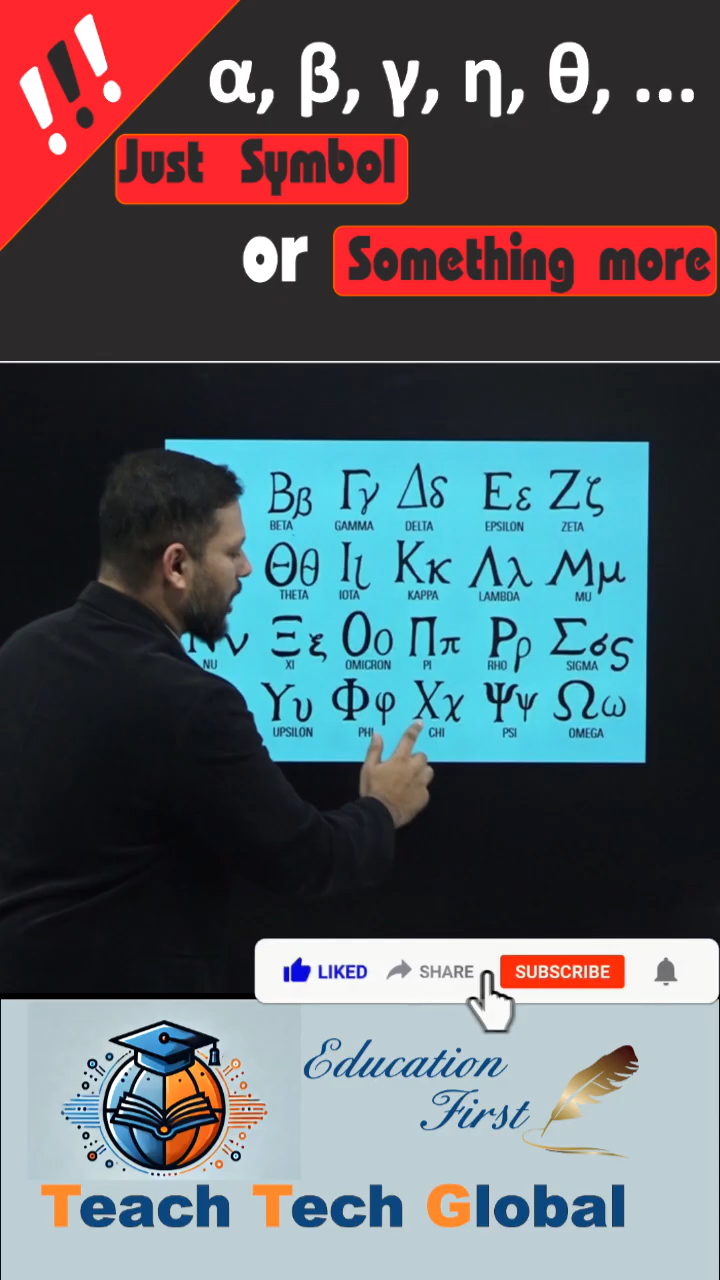 !!!
α, β, γ, η, θ, ...
Just Symbol
or Something more
Ββ Γγ Δδ Εε Ζζ
BETA GAMMA DELTA EPSILON ZETA
Θθ Ιι Κκ Λλ Μμ
THETA IOTA KAPPA LAMBDA MU
Νν Ξξ Οο Ππ Ρρ Σσς
NU XI OMICRON PI RHO SIGMA
Υυ Φφ Χχ Ψψ Ωω
UPSILON PHI CHI PSI OMEGA
LIKED SHARE SUBSCRIBE
Education
First
Teach Tech Global